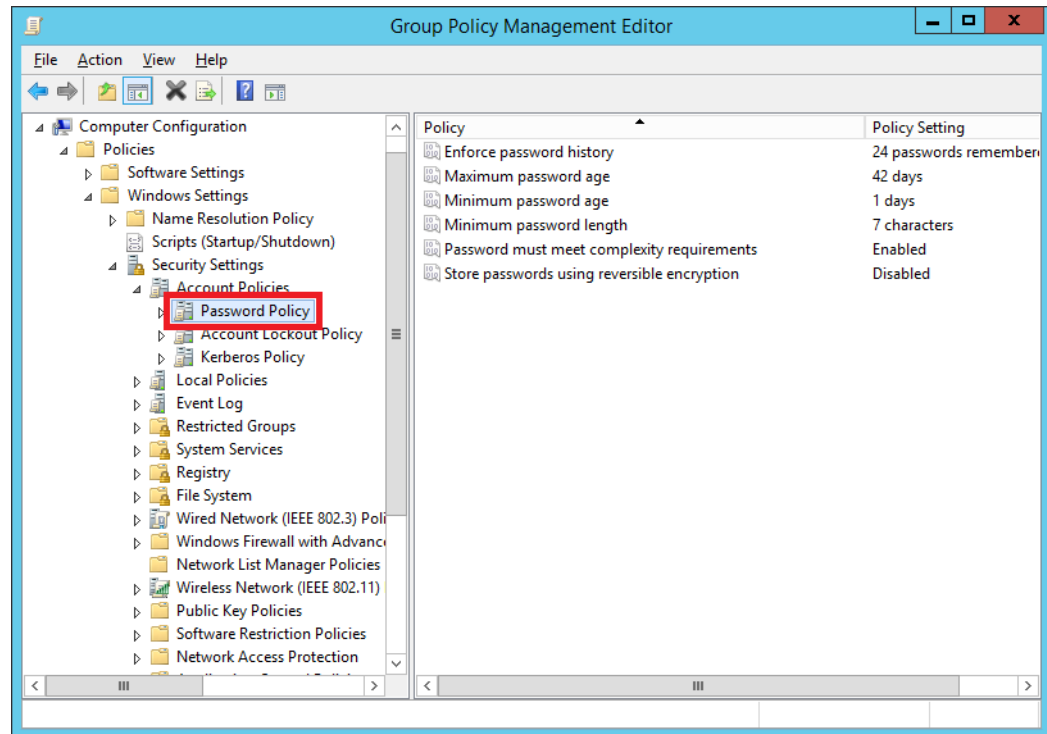 Group Policy Management Editor
File Action View Help
Computer Configuration
Policies
Software Settings
Windows Settings
Name Resolution Policy
Scripts (Startup/Shutdown)
Security Settings
Account Policies
Password Policy
Account Lockout Policy
Kerberos Policy
Local Policies
Event Log
Restricted Groups
System Services
Registry
File System
Wired Network (IEEE 802.3) Poli
Windows Firewall with Advanc
Network List Manager Policies
Wireless Network (IEEE 802.11)
Public Key Policies
Software Restriction Policies
Network Access Protection
Policy Policy Setting
Enforce password history 24 passwords remember
Maximum password age 42 days
Minimum password age 1 days
Minimum password length 7 characters
Password must meet complexity requirements Enabled
Store passwords using reversible encryption Disabled